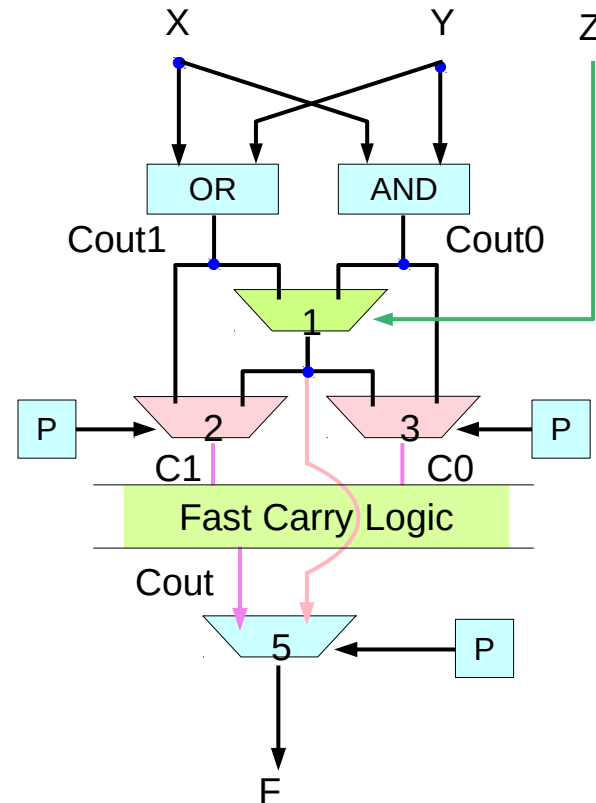 X Y Z
OR AND
Cout1 Cout0
1
P 2 3 P
C1 C0
Fast Carry Logic
Cout
5 P
F